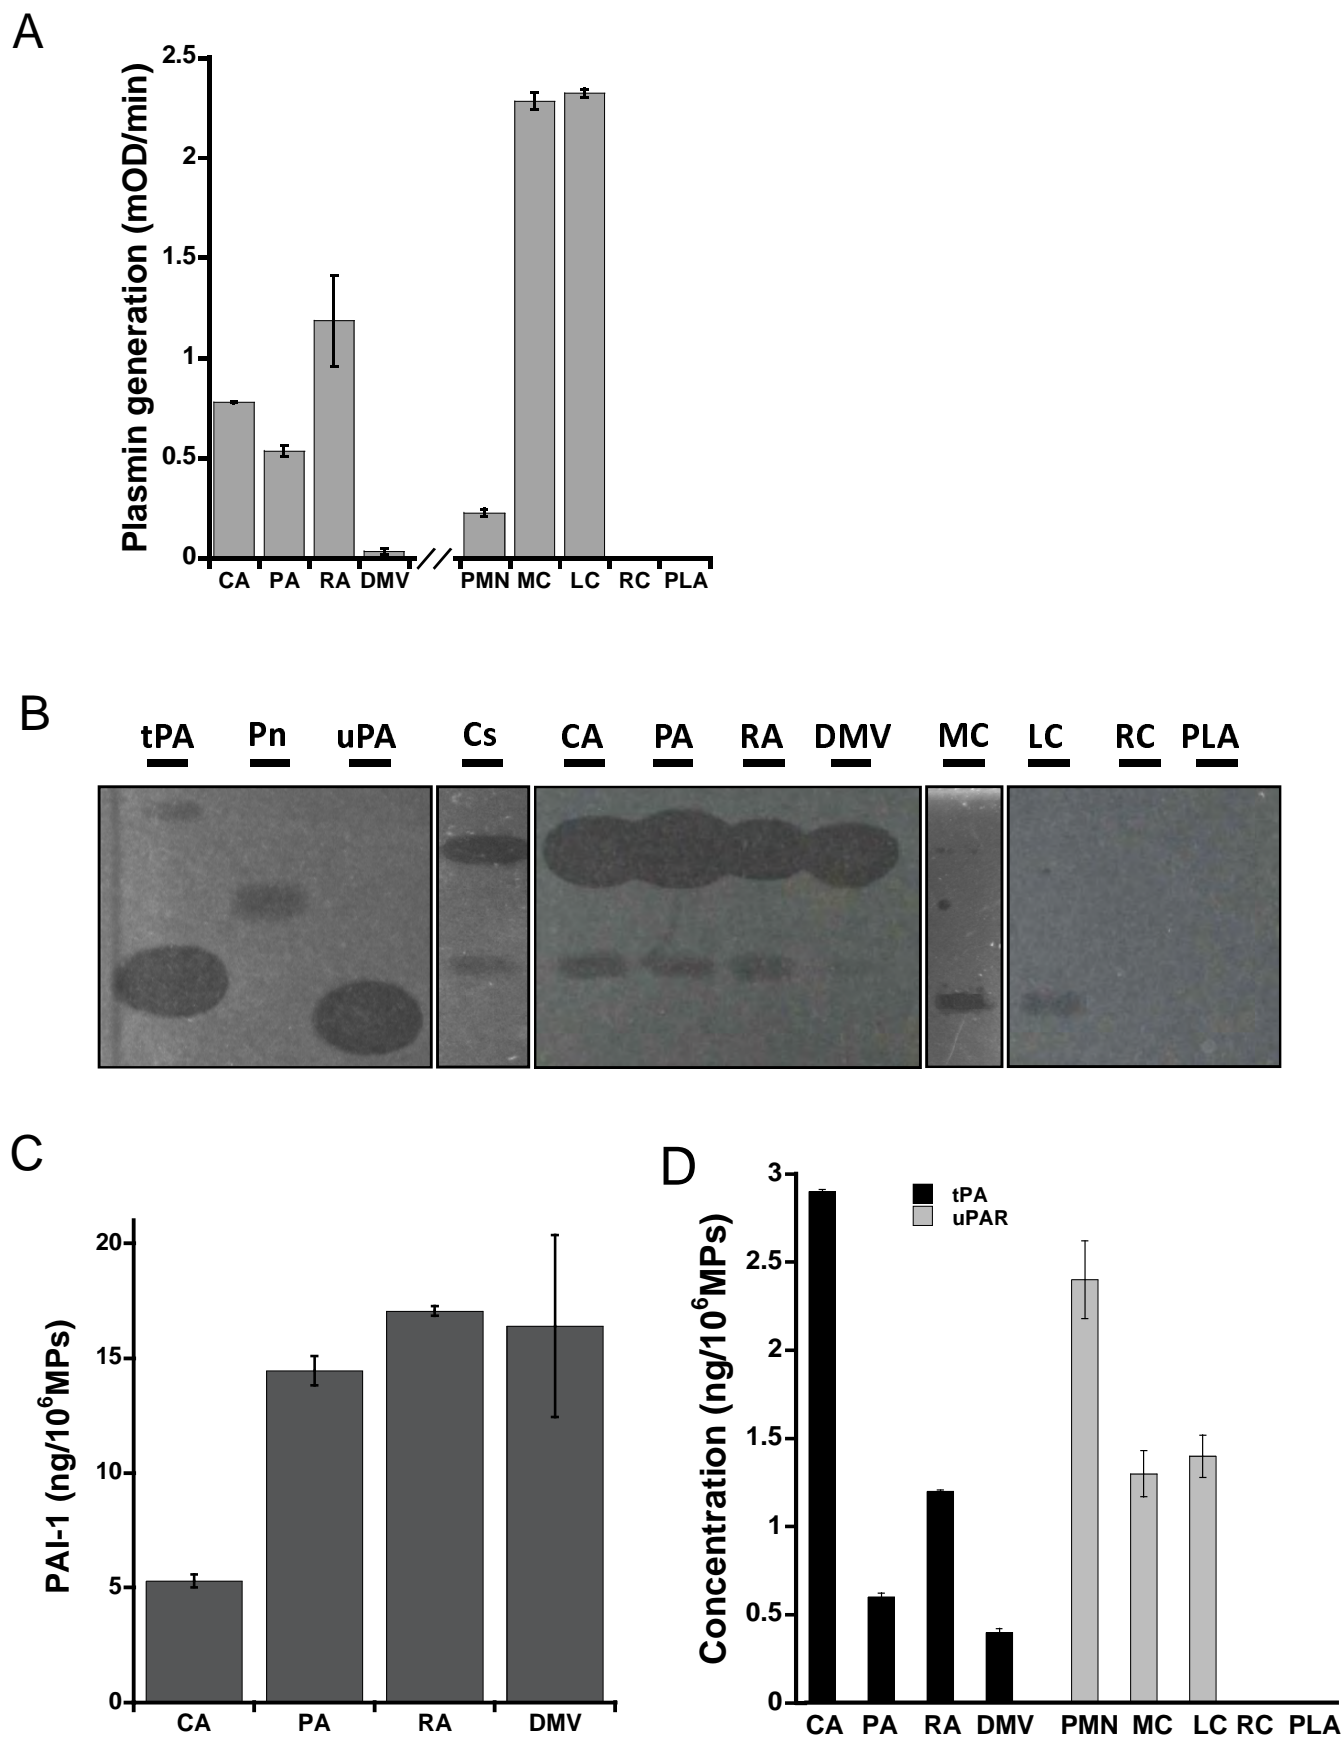 A
Plasmin generation (mOD/min)
2.5
2
1.5
1
0.5
0
CA PA RA DMV PMN MC LC RC PLA
B
tPA Pn uPA Cs CA PA RA DMV MC LC RC PLA
C
PAI-1 (ng/10⁶MPs)
20
15
10
5
0
CA PA RA DMV
D
Concentration (ng/10⁶MPs)
3
2.5
2
1.5
1
0.5
0
tPA
uPAR
CA PA RA DMV PMN MC LC RC PLA